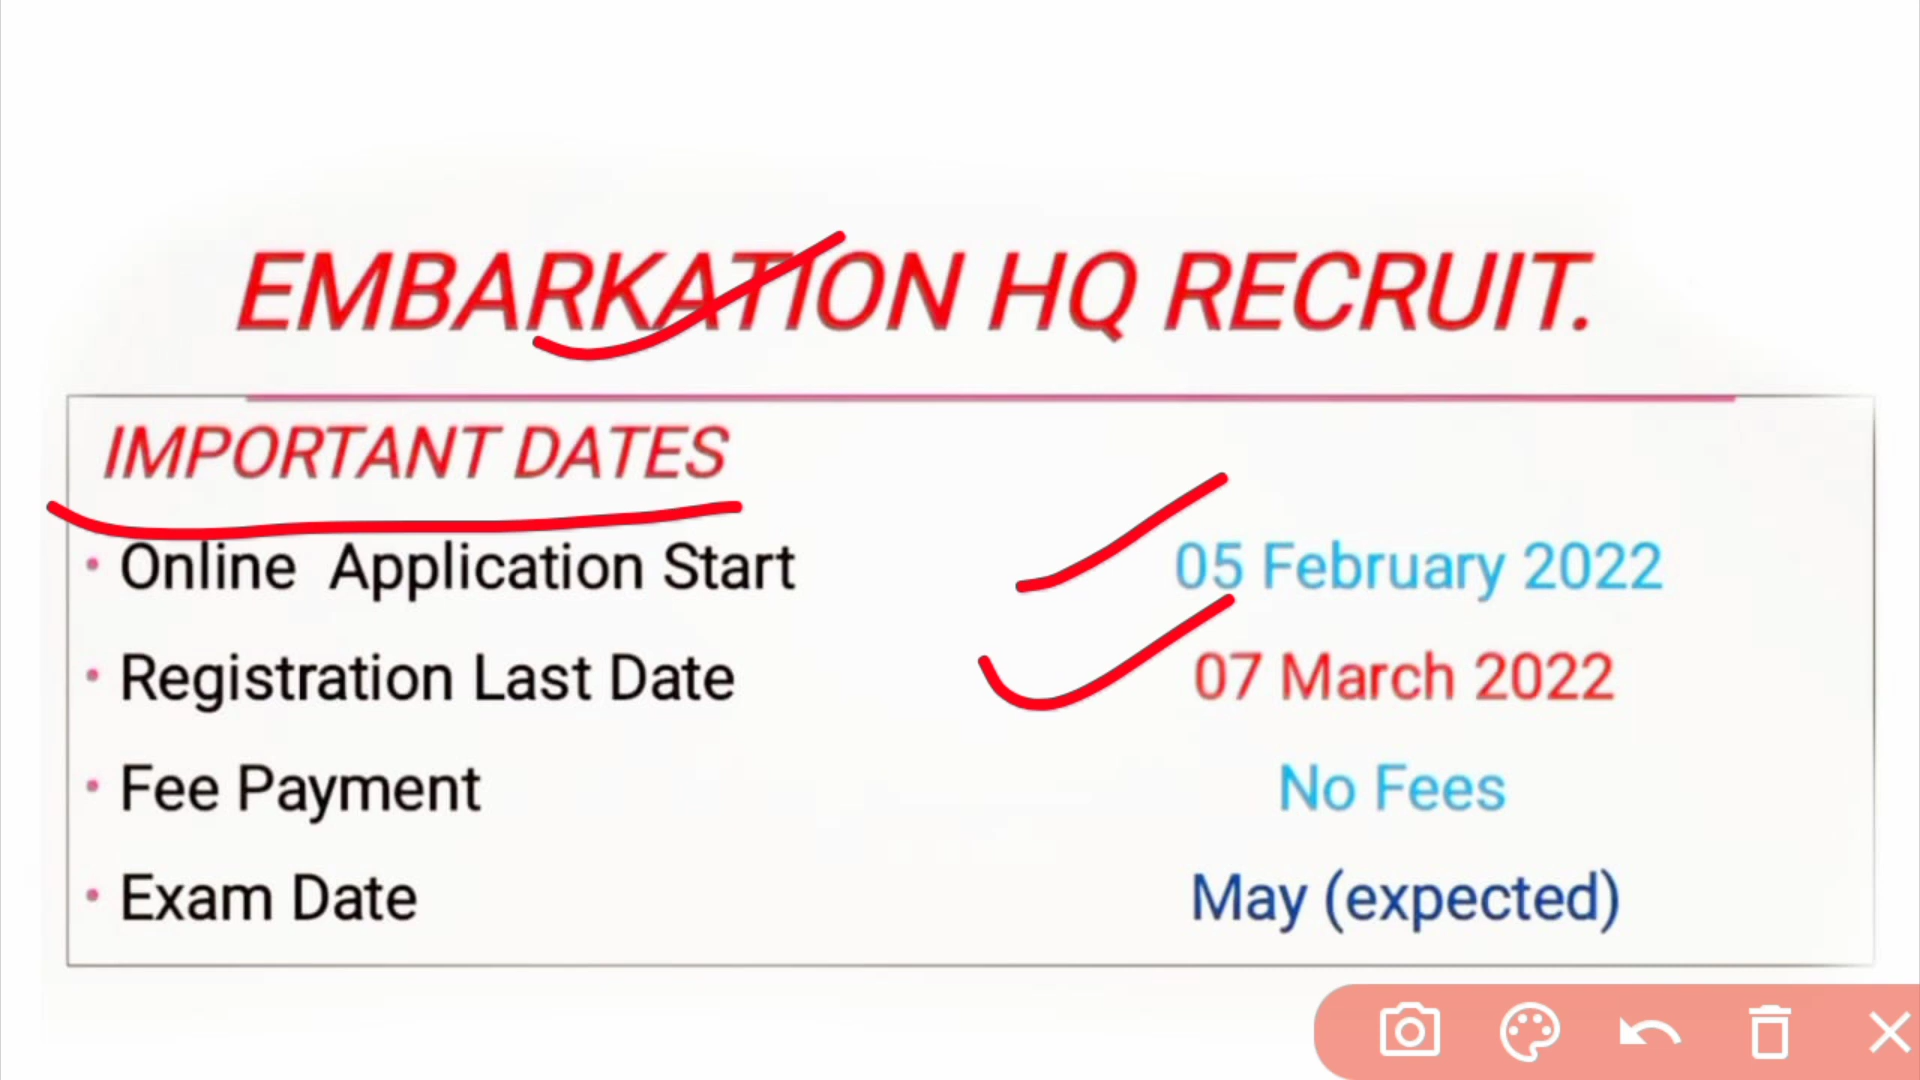 EMBARKATION HQ RECRUIT.
IMPORTANT DATES
• Online Application Start 05 February 2022
• Registration Last Date 07 March 2022
• Fee Payment No Fees
• Exam Date May (expected)